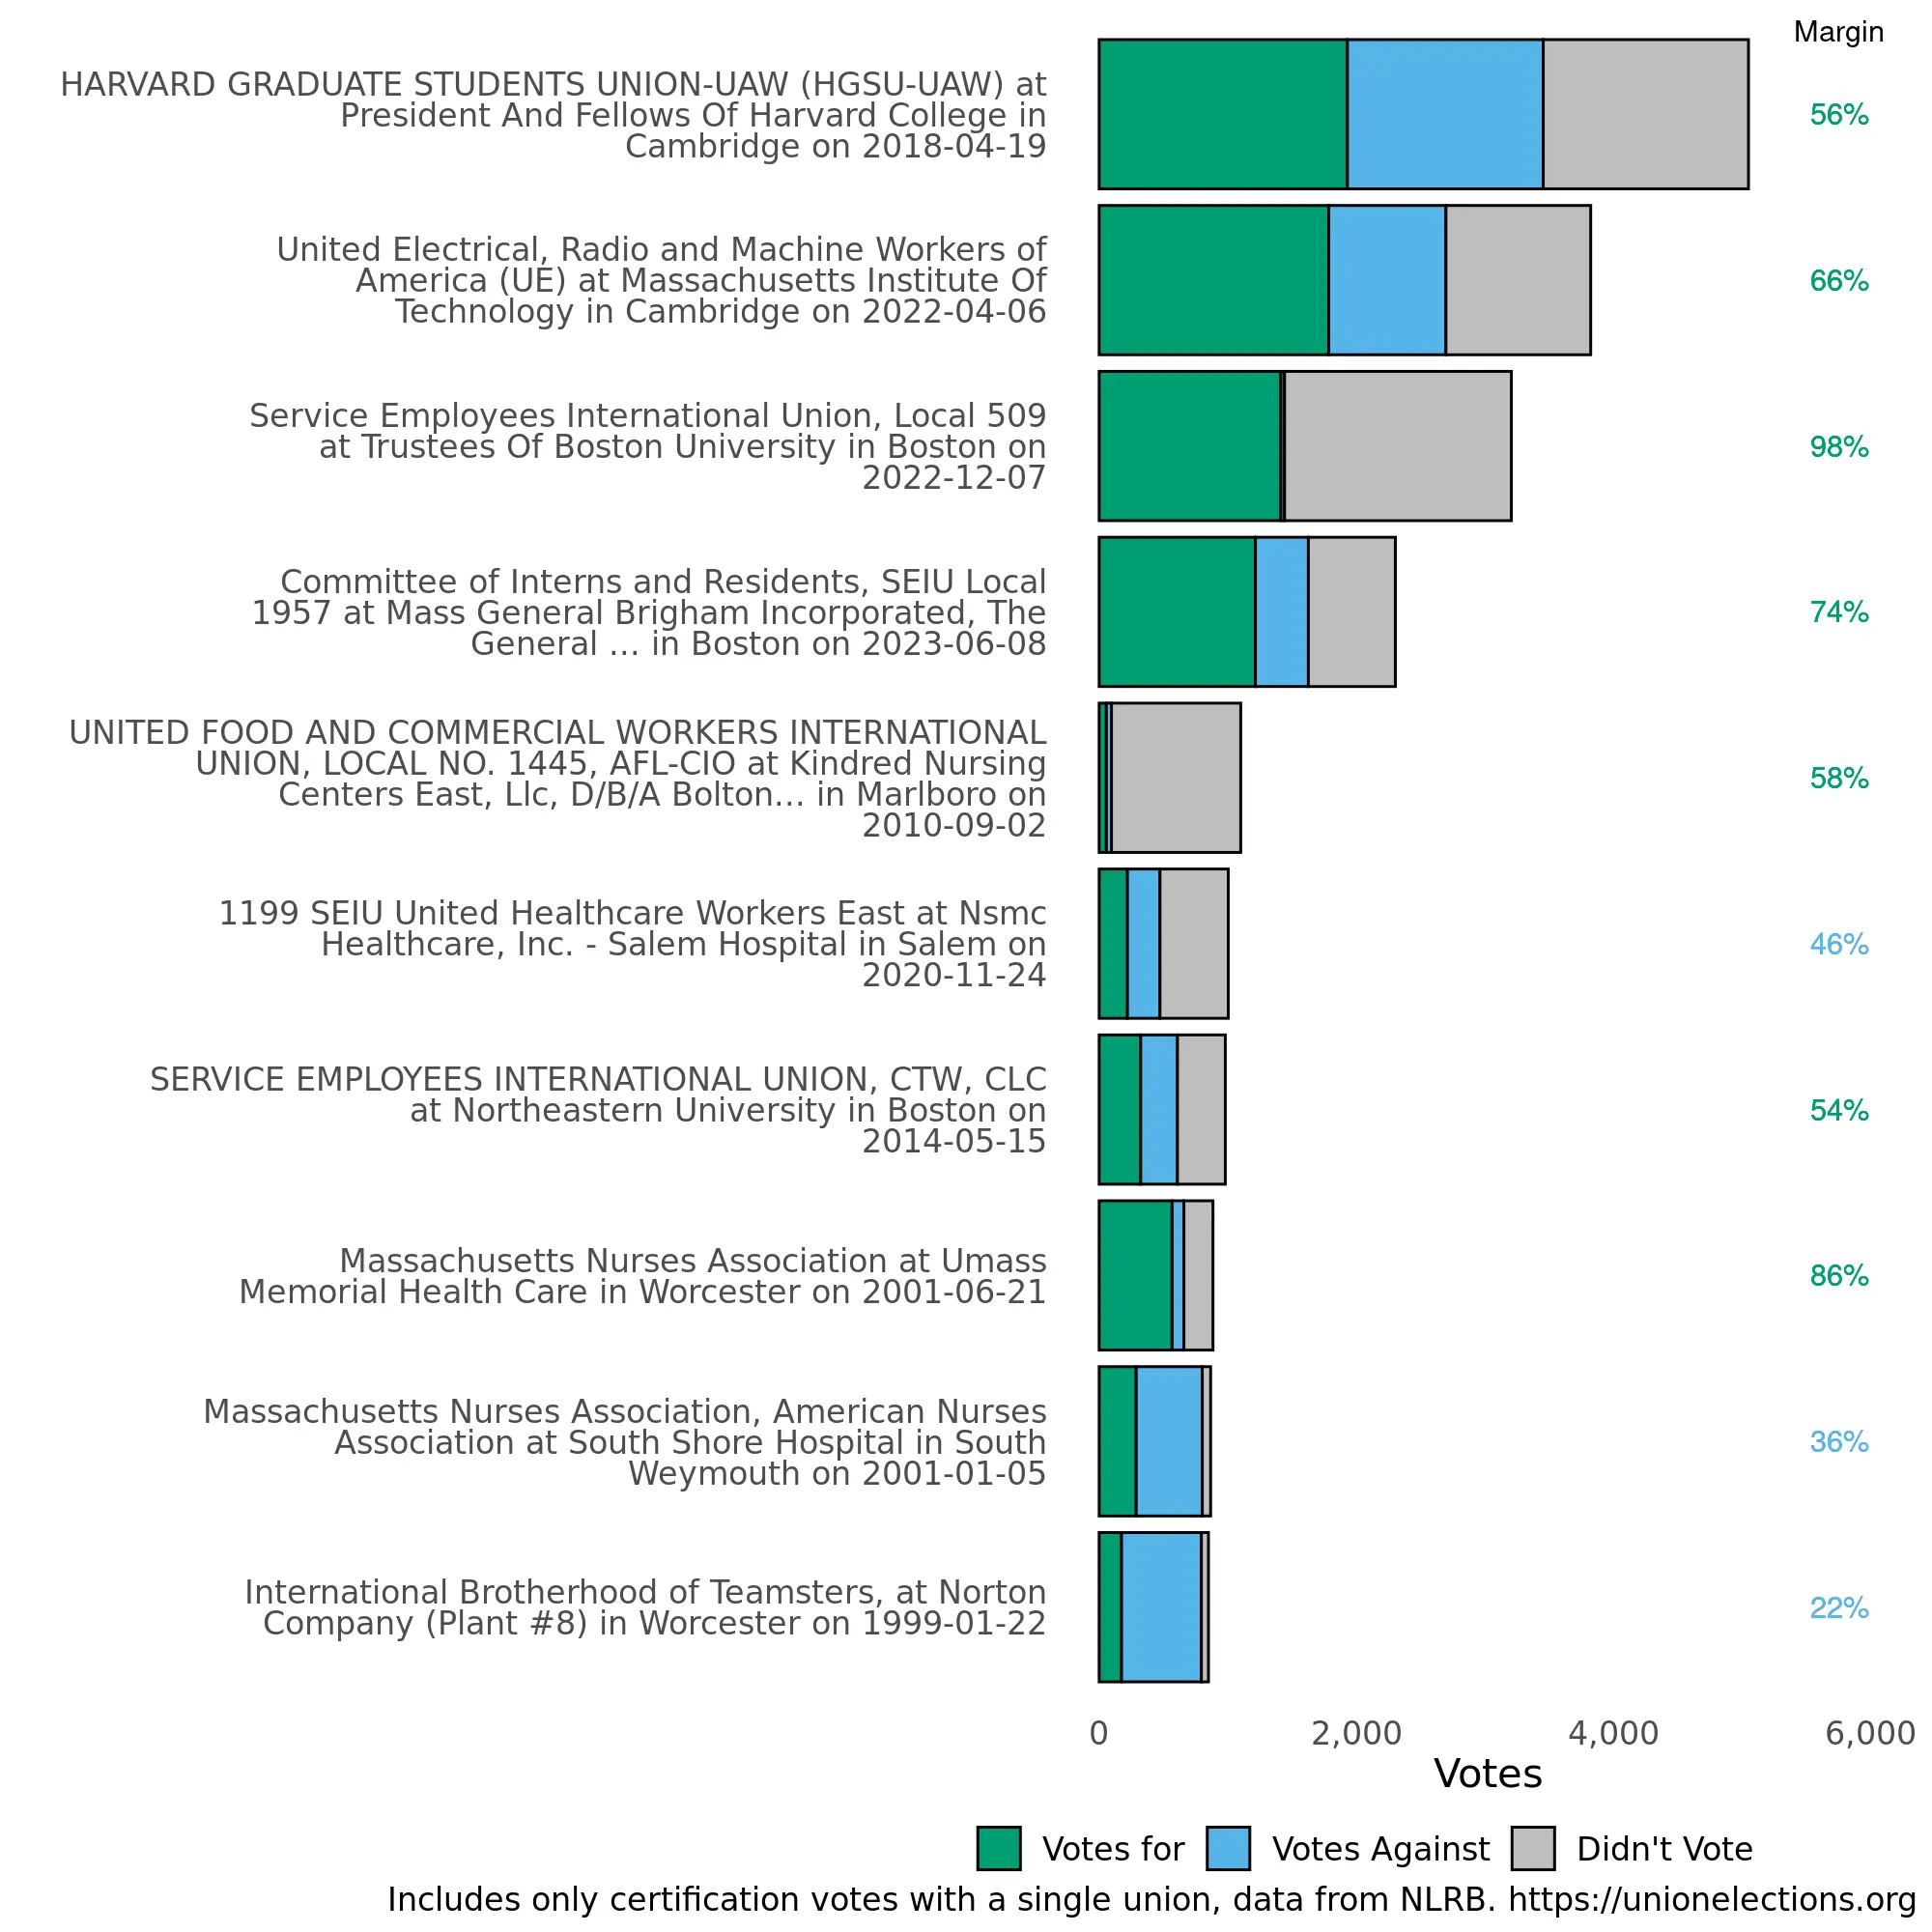 Margin
HARVARD GRADUATE STUDENTS UNION-UAW (HGSU-UAW) at
President And Fellows Of Harvard College in
Cambridge on 2018-04-19
56%
United Electrical, Radio and Machine Workers of
America (UE) at Massachusetts Institute Of
Technology in Cambridge on 2022-04-06
66%
Service Employees International Union, Local 509
at Trustees Of Boston University in Boston on
2022-12-07
98%
Committee of Interns and Residents, SEIU Local
1957 at Mass General Brigham Incorporated, The
General ... in Boston on 2023-06-08
74%
UNITED FOOD AND COMMERCIAL WORKERS INTERNATIONAL
UNION, LOCAL NO. 1445, AFL-CIO at Kindred Nursing
Centers East, Llc, D/B/A Bolton... in Marlboro on
2010-09-02
58%
1199 SEIU United Healthcare Workers East at Nsmc
Healthcare, Inc. - Salem Hospital in Salem on
2020-11-24
46%
SERVICE EMPLOYEES INTERNATIONAL UNION, CTW, CLC
at Northeastern University in Boston on
2014-05-15
54%
Massachusetts Nurses Association at Umass
Memorial Health Care in Worcester on 2001-06-21
86%
Massachusetts Nurses Association, American Nurses
Association at South Shore Hospital in South
Weymouth on 2001-01-05
36%
International Brotherhood of Teamsters, at Norton
Company (Plant #8) in Worcester on 1999-01-22
22%
0 2,000 4,000 6,000
Votes
Votes for Votes Against Didn't Vote
Includes only certification votes with a single union, data from NLRB. https://unionelections.org